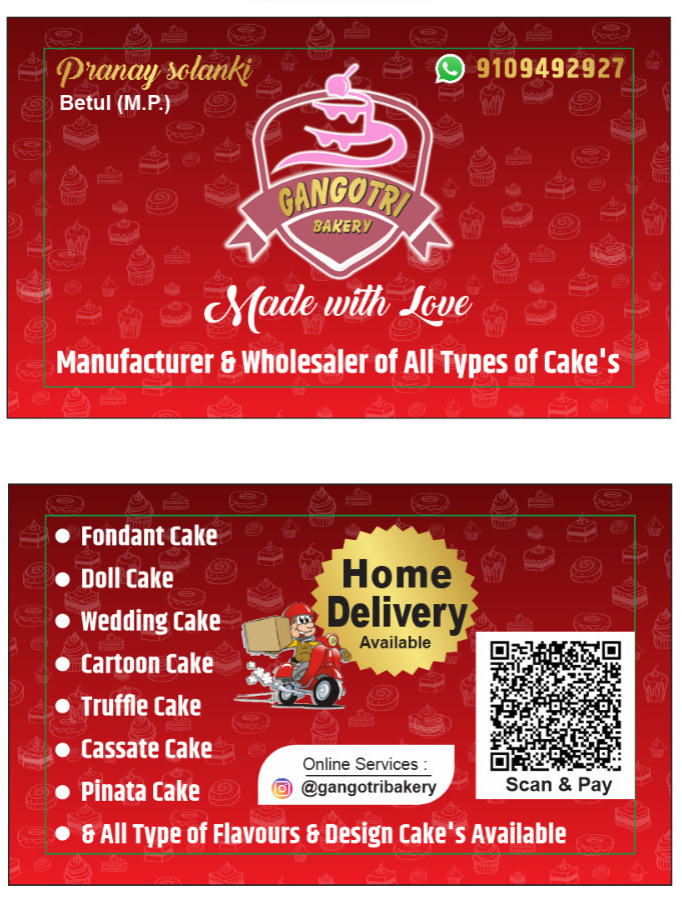 Pranay solanki
Betul (M.P.)
9109492927
GANGOTRI
BAKERY
Made with Love
Manufacturer & Wholesaler of All Types of Cake's
Fondant Cake
Doll Cake
Wedding Cake
Cartoon Cake
Truffle Cake
Cassate Cake
Pinata Cake
& All Type of Flavours & Design Cake's Available
Home
Delivery
Available
Online Services :
@gangotribakery
Scan & Pay